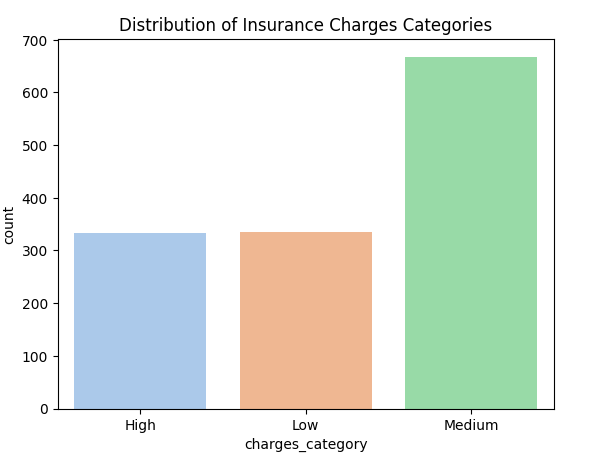 Distribution of Insurance Charges Categories
700
600
500
400
300
200
100
0
count
High Low Medium
charges_category